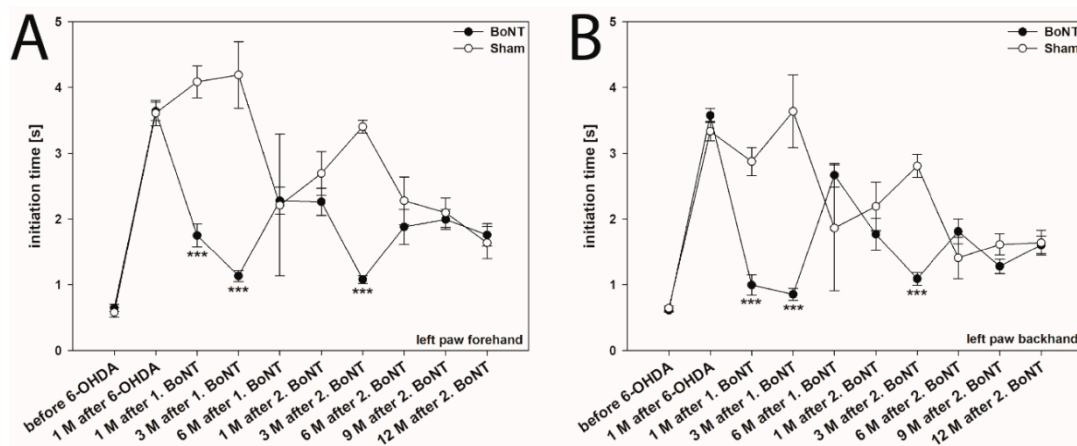 A
5
4
3
2
1
0
initiation time [s]
BoNT
Sham
***
***
***
left paw forehand
before 6-OHDA
1 M after 6-OHDA
1 M after 1. BoNT
3 M after 1. BoNT
6 M after 1. BoNT
1 M after 2. BoNT
3 M after 2. BoNT
6 M after 2. BoNT
9 M after 2. BoNT
12 M after 2. BoNT
B
5
4
3
2
1
0
initiation time [s]
BoNT
Sham
***
***
***
left paw backhand
before 6-OHDA
1 M after 6-OHDA
1 M after 1. BoNT
3 M after 1. BoNT
6 M after 1. BoNT
1 M after 2. BoNT
3 M after 2. BoNT
6 M after 2. BoNT
9 M after 2. BoNT
12 M after 2. BoNT